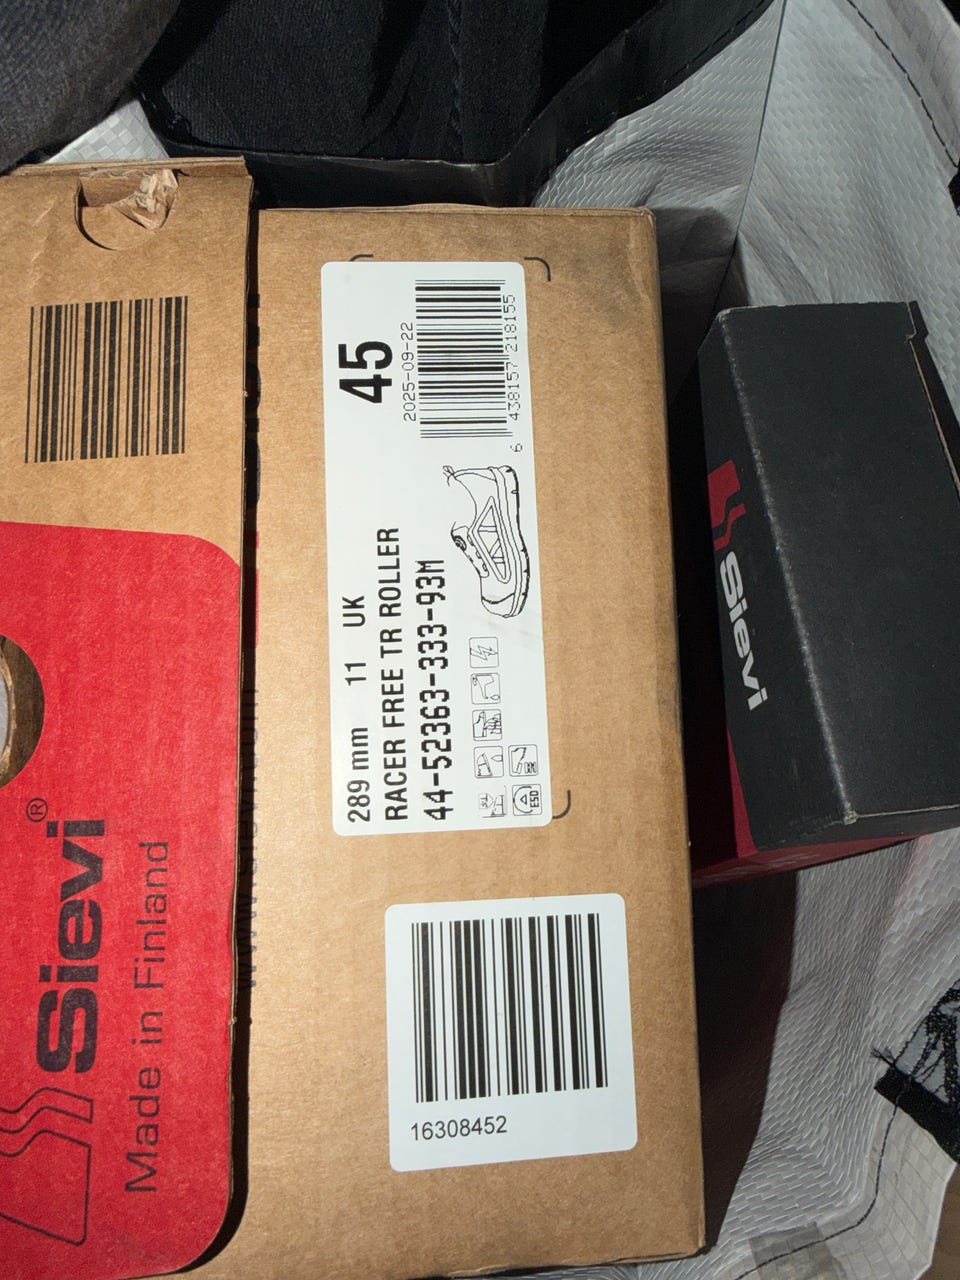 45
2025-09-22
6 438157 218155
289 mm 11 UK
RACER FREE TR ROLLER
44-52363-333-93M
ESD
16308452
Sievi®
Made in Finland
Sievi